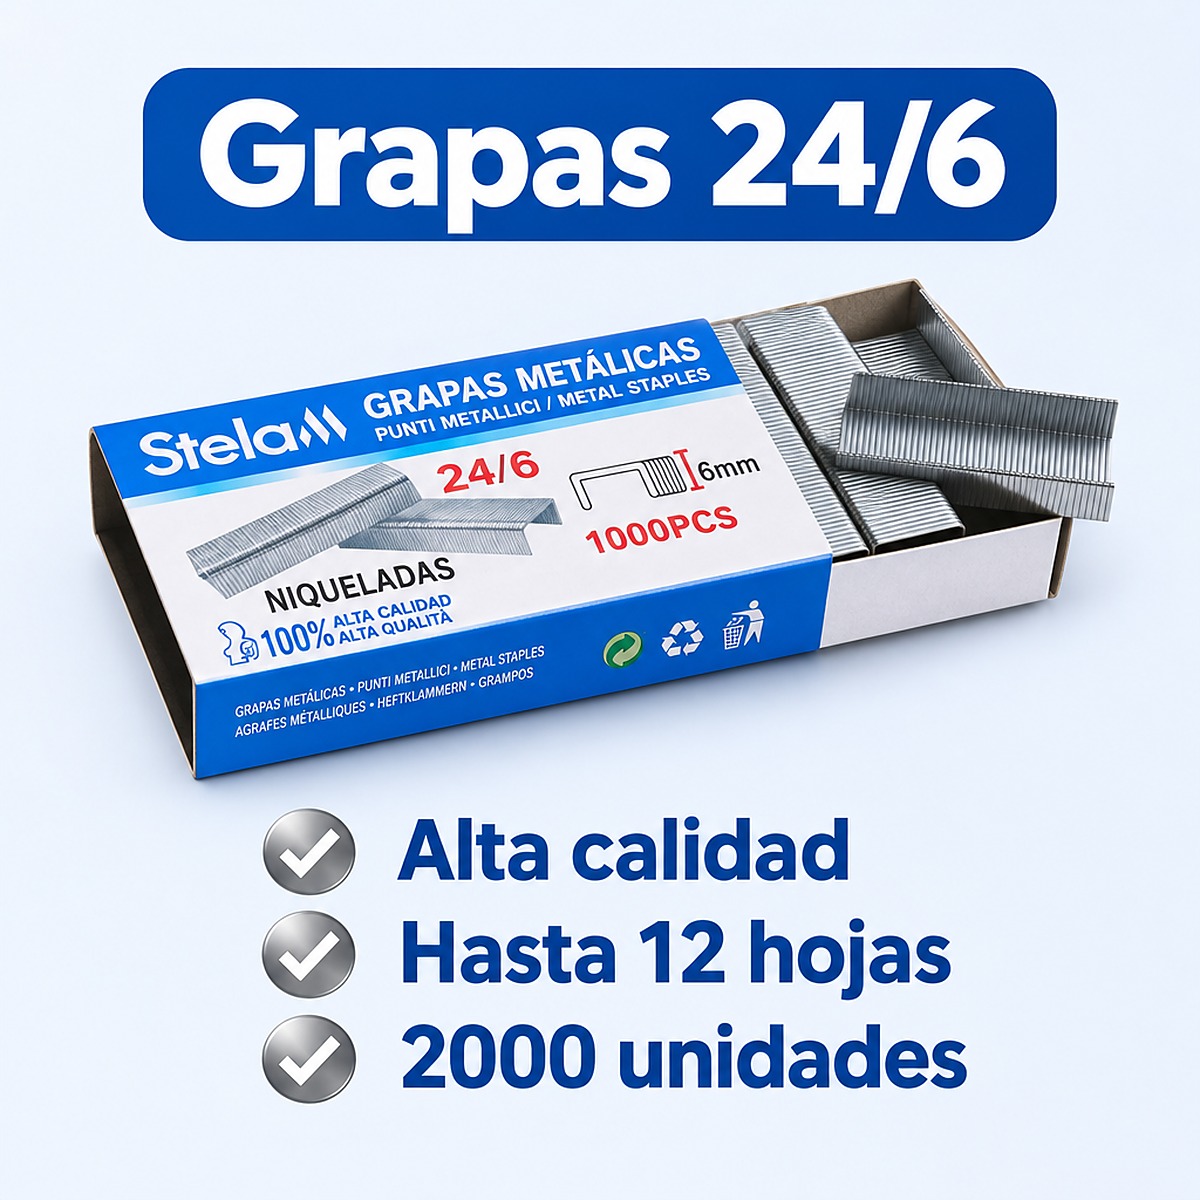 Grapas 24/6
Stela
GRAPAS METÁLICAS
PUNTI METALLICI / METAL STAPLES
24/6
6mm
1000PCS
NIQUELADAS
100% ALTA CALIDAD
ALTA QUALITÀ
GRAPAS METÁLICAS • PUNTI METALLICI • METAL STAPLES
AGRAFES MÉTALLIQUES • HEFTKLAMMERN • GRAMPOS
Alta calidad
Hasta 12 hojas
2000 unidades